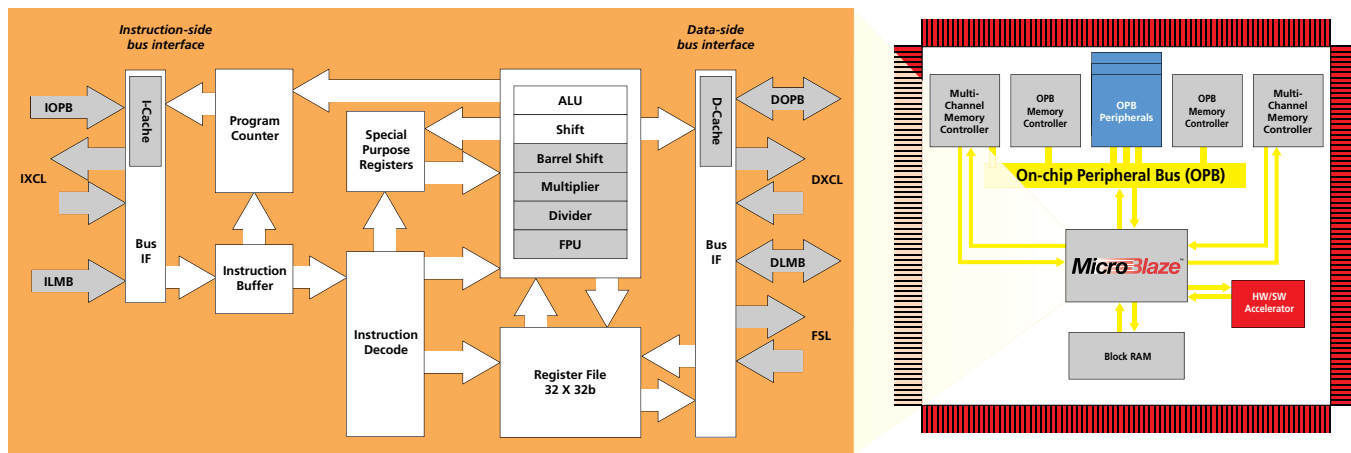 Instruction-side
bus interface
Data-side
bus interface
IOPB
I-Cache
IXCL
Bus
IF
ILMB
Program
Counter
Instruction
Buffer
Special
Purpose
Registers
Instruction
Decode
ALU
Shift
Barrel Shift
Multiplier
Divider
FPU
Register File
32 X 32b
D-Cache
Bus
IF
DOPB
DXCL
DLMB
FSL
Multi-
Channel
Memory
Controller
OPB
Memory
Controller
OPB
Peripherals
OPB
Memory
Controller
Multi-
Channel
Memory
Controller
On-chip Peripheral Bus (OPB)
MicroBlaze™
HW/SW
Accelerator
Block RAM